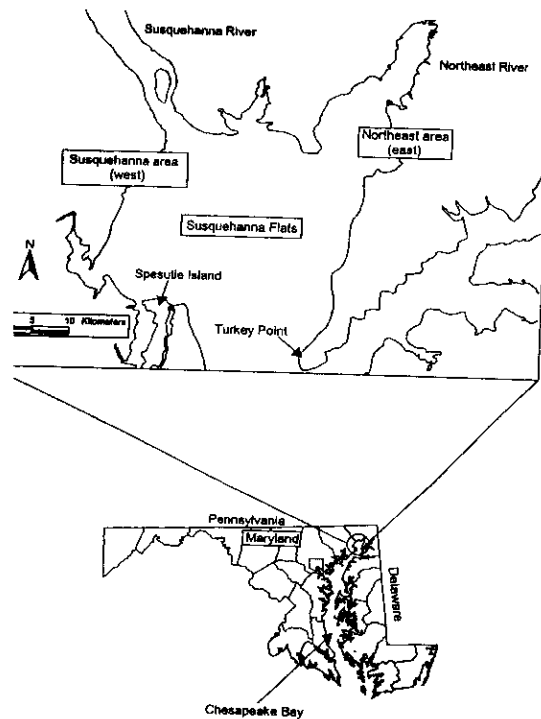 Susquehanna River
Northeast River
Northeast area
(east)
Susquehanna area
(west)
Susquehanna Flats
N
Spesutie Island
5 10 Kilometers
Turkey Point
Pennsylvania
Maryland
Delaware
Chesapeake Bay